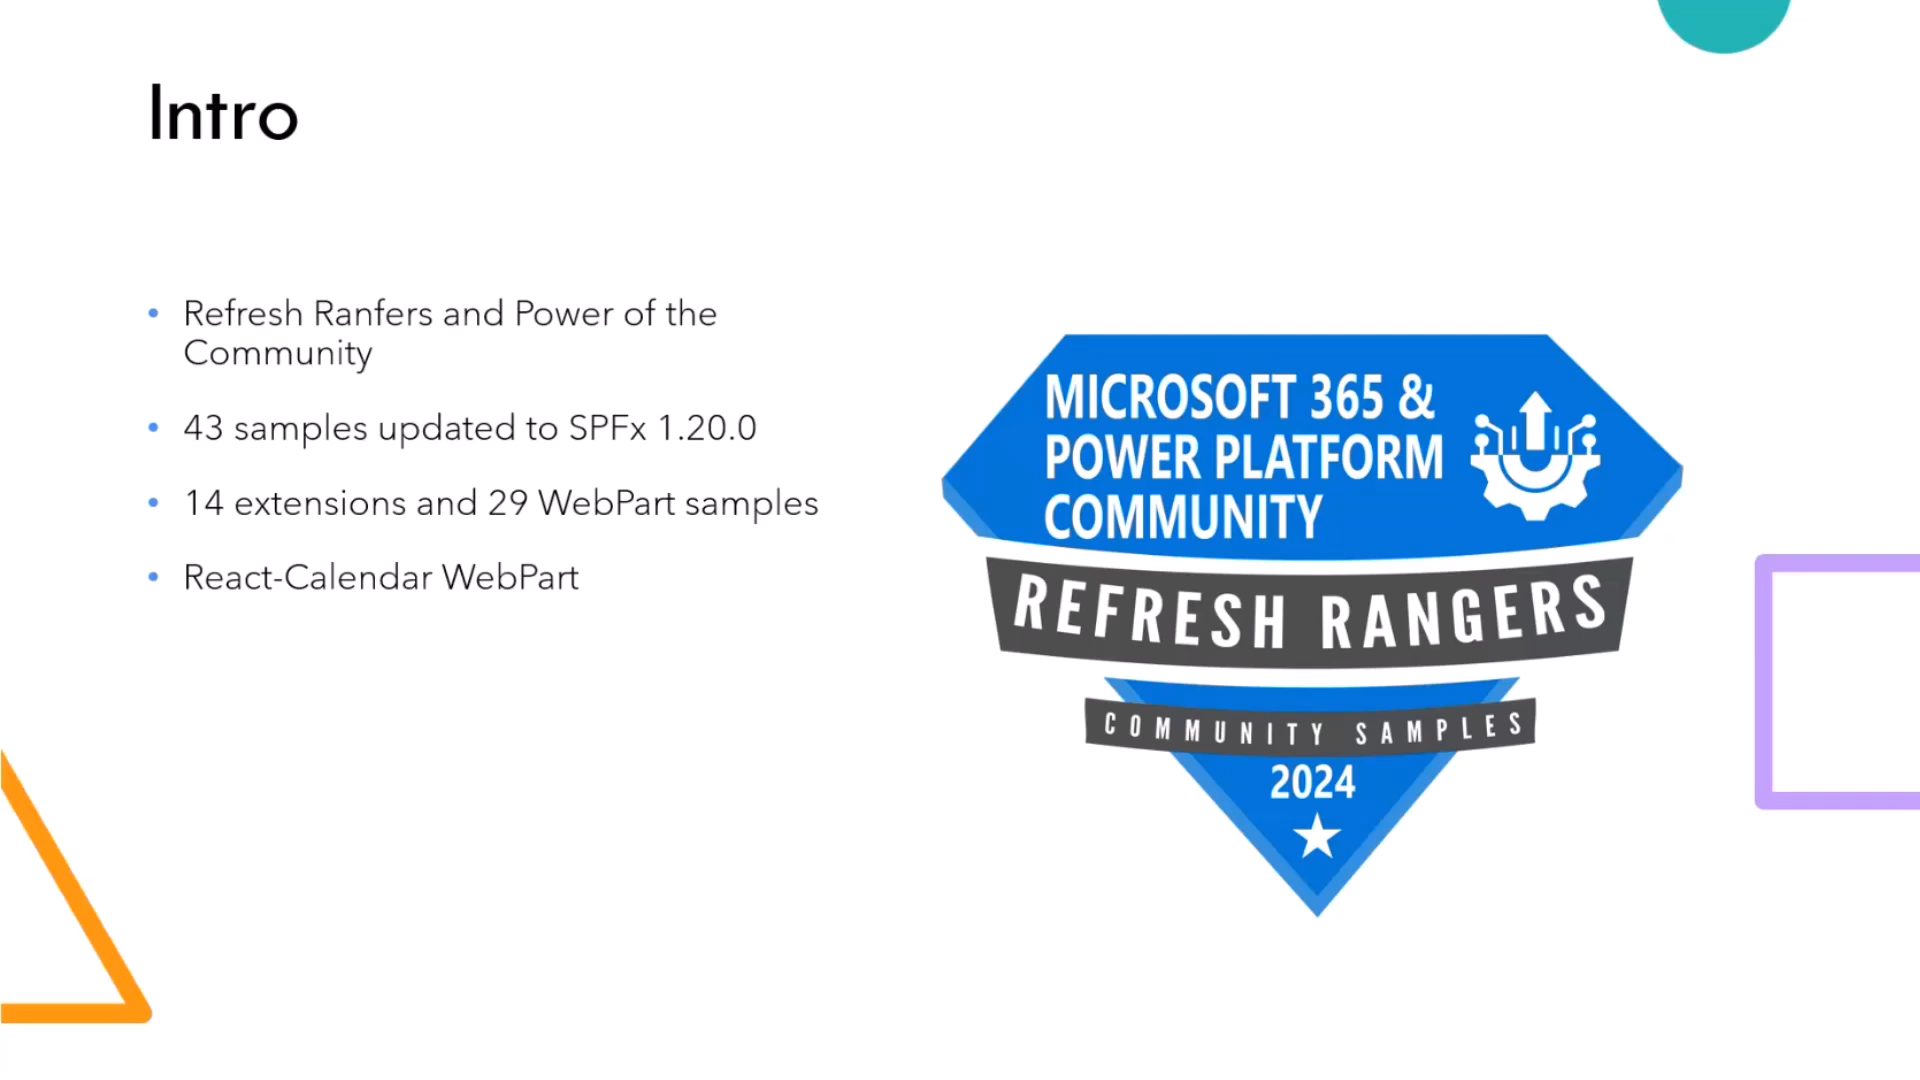 Intro
• Refresh Ranfers and Power of the
Community
• 43 samples updated to SPFx 1.20.0
• 14 extensions and 29 WebPart samples
• React-Calendar WebPart
MICROSOFT 365 &
POWER PLATFORM
COMMUNITY
REFRESH RANGERS
COMMUNITY SAMPLES
2024